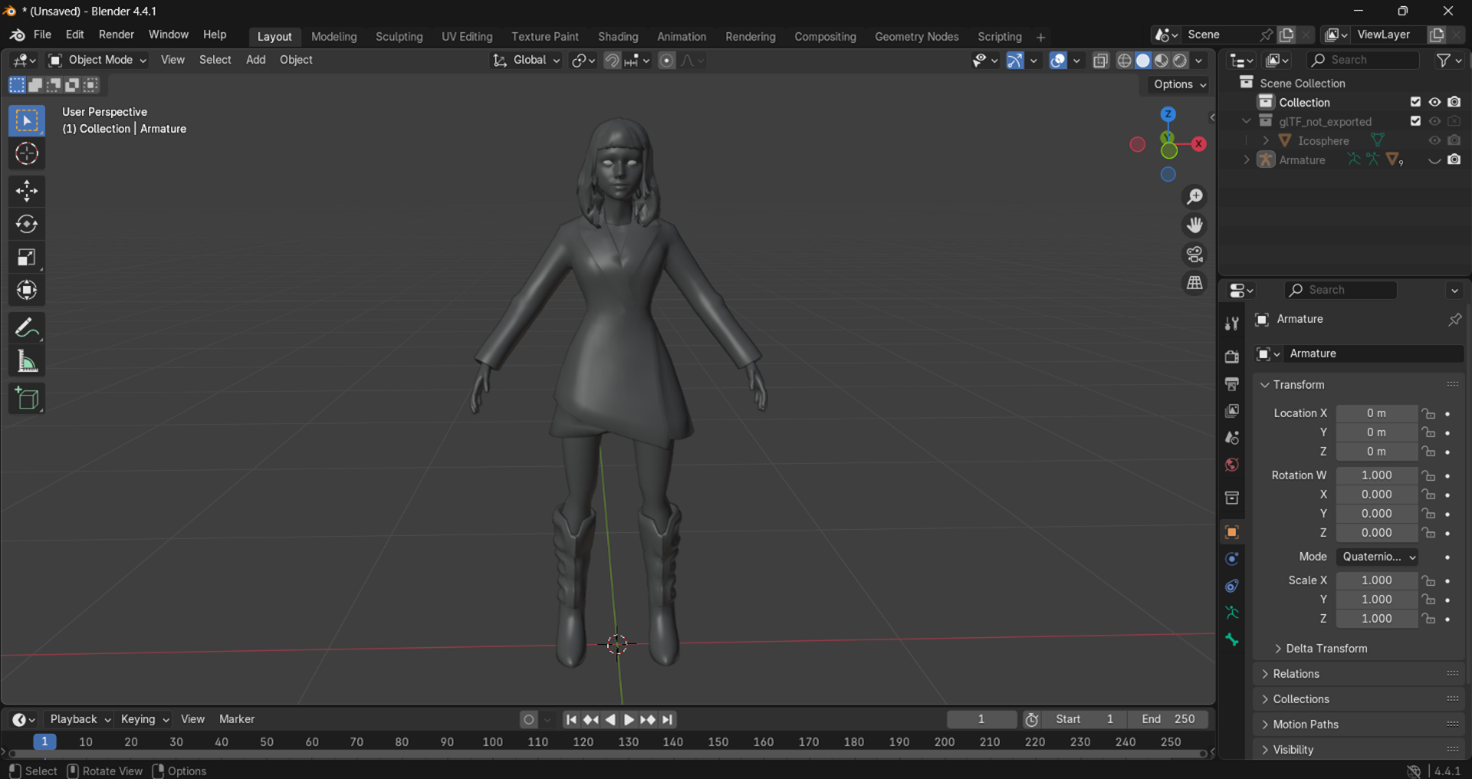 * (Unsaved) - Blender 4.4.1
File Edit Render Window Help Layout Modeling Sculpting UV Editing Texture Paint Shading Animation Rendering Compositing Geometry Nodes Scripting + Scene ViewLayer
Object Mode View Select Add Object Global Search
Options
User Perspective
(1) Collection | Armature
Z
Y
X
Scene Collection
Collection
glTF_not_exported
Icosphere
Armature 9
Search
Armature
Armature
Transform
Location X 0 m
Y 0 m
Z 0 m
Rotation W 1.000
X 0.000
Y 0.000
Z 0.000
Mode Quaternio...
Scale X 1.000
Y 1.000
Z 1.000
Delta Transform
Relations
Collections
Motion Paths
Visibility
Playback Keying View Marker 1 Start 1 End 250
1 10 20 30 40 50 60 70 80 90 100 110 120 130 140 150 160 170 180 190 200 210 220 230 240 250
Select Rotate View Options 4.4.1